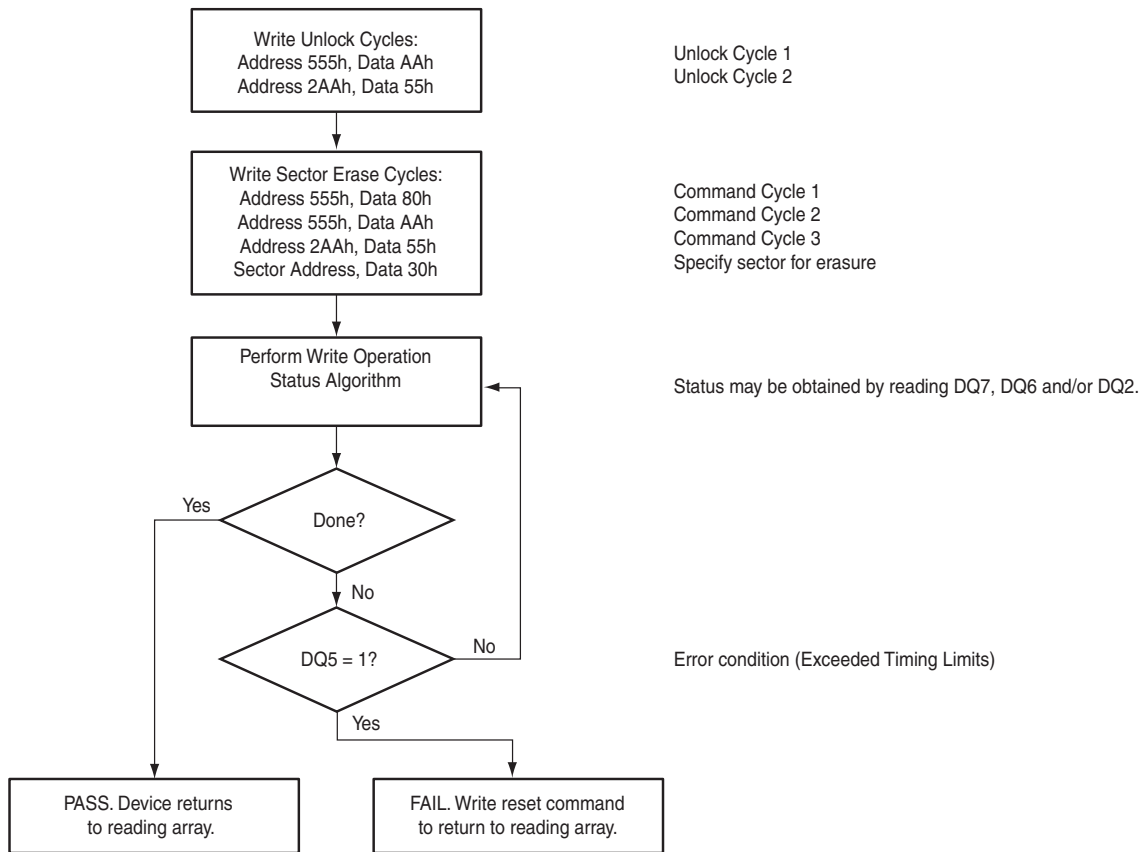 Write Unlock Cycles:
Address 555h, Data AAh
Address 2AAh, Data 55h
Unlock Cycle 1
Unlock Cycle 2
Write Sector Erase Cycles:
Address 555h, Data 80h
Address 555h, Data AAh
Address 2AAh, Data 55h
Sector Address, Data 30h
Command Cycle 1
Command Cycle 2
Command Cycle 3
Specify sector for erasure
Perform Write Operation
Status Algorithm
Status may be obtained by reading DQ7, DQ6 and/or DQ2.
Yes
Done?
No
DQ5 = 1?
No
Error condition (Exceeded Timing Limits)
Yes
PASS. Device returns
to reading array.
FAIL. Write reset command
to return to reading array.